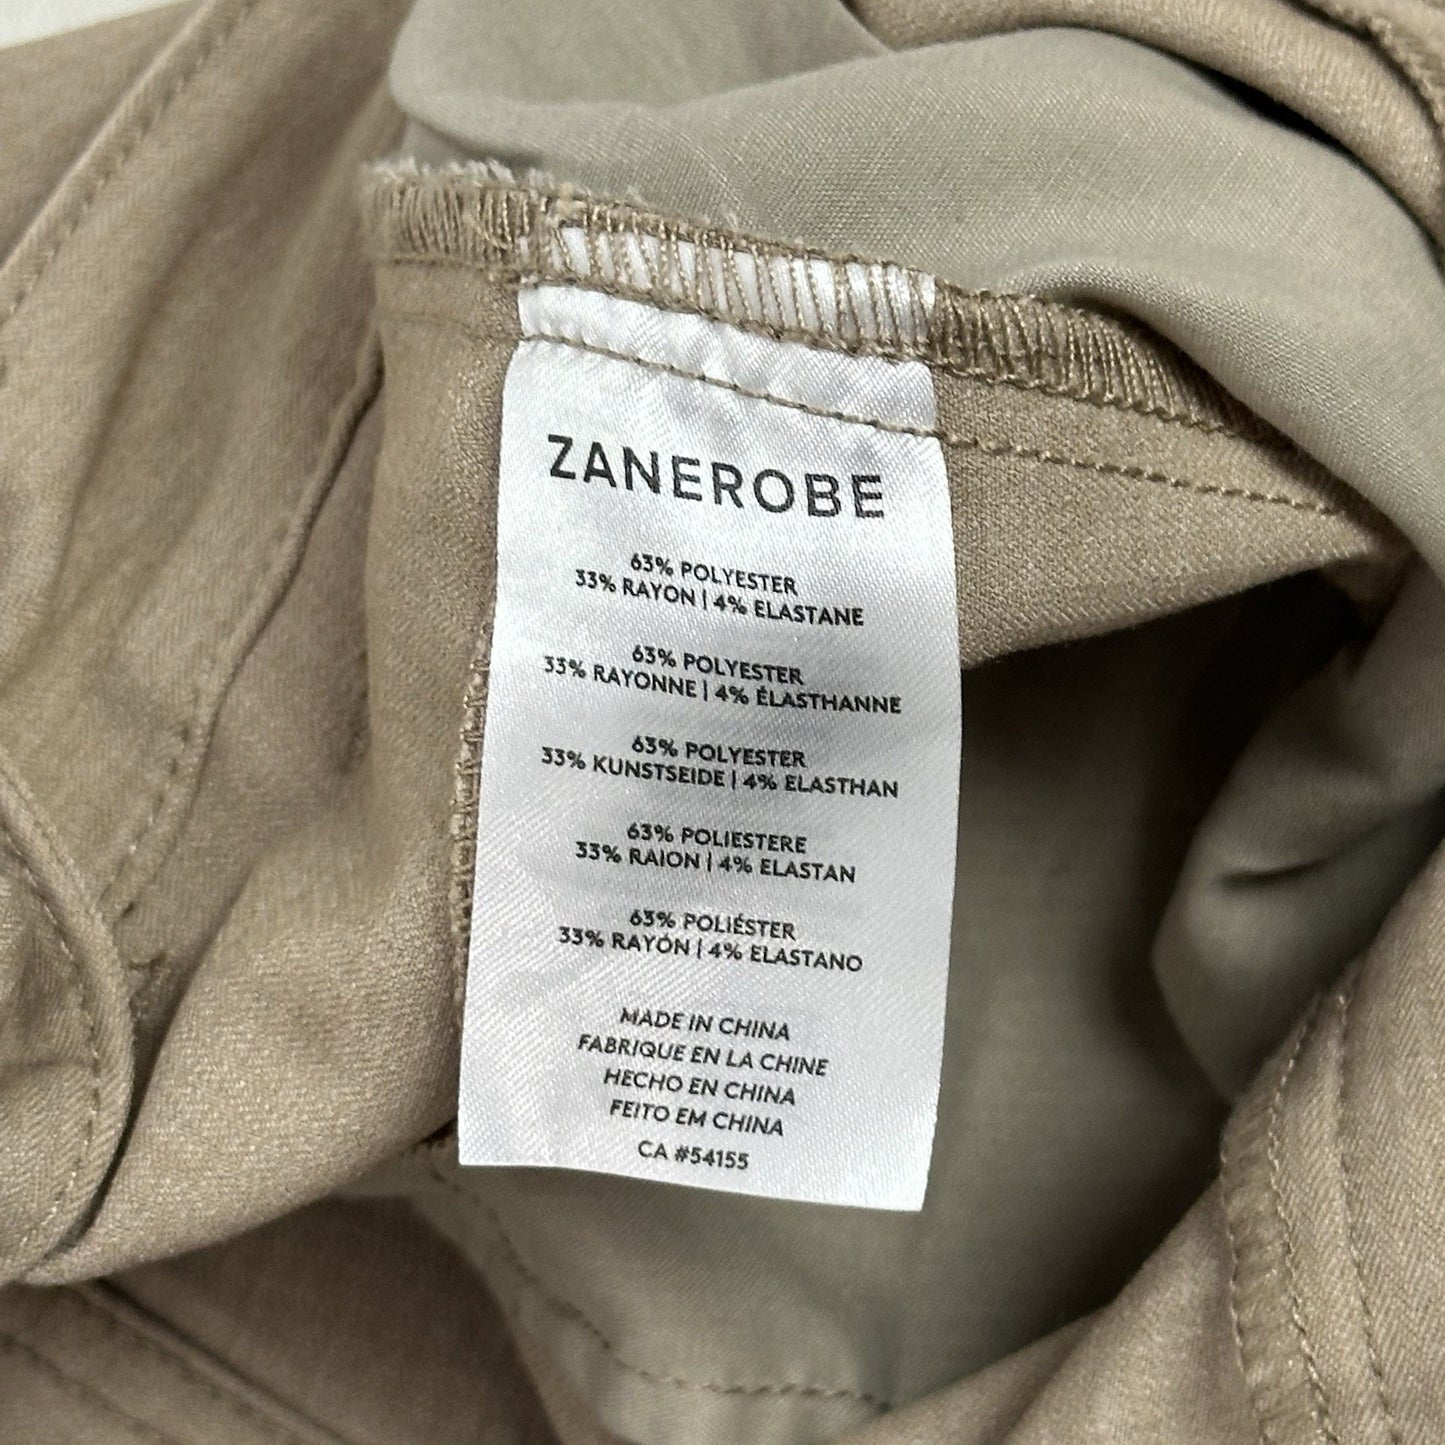 ZANEROBE
63% POLYESTER
33% RAYON | 4% ELASTANE
63% POLYESTER
33% RAYONNE | 4% ÉLASTHANNE
63% POLYESTER
33% KUNSTSEIDE | 4% ELASTHAN
63% POLIESTERE
33% RAION | 4% ELASTAN
63% POLIÉSTER
33% RAYÓN | 4% ELASTANO
MADE IN CHINA
FABRIQUE EN LA CHINE
HECHO EN CHINA
FEITO EM CHINA
CA #54155